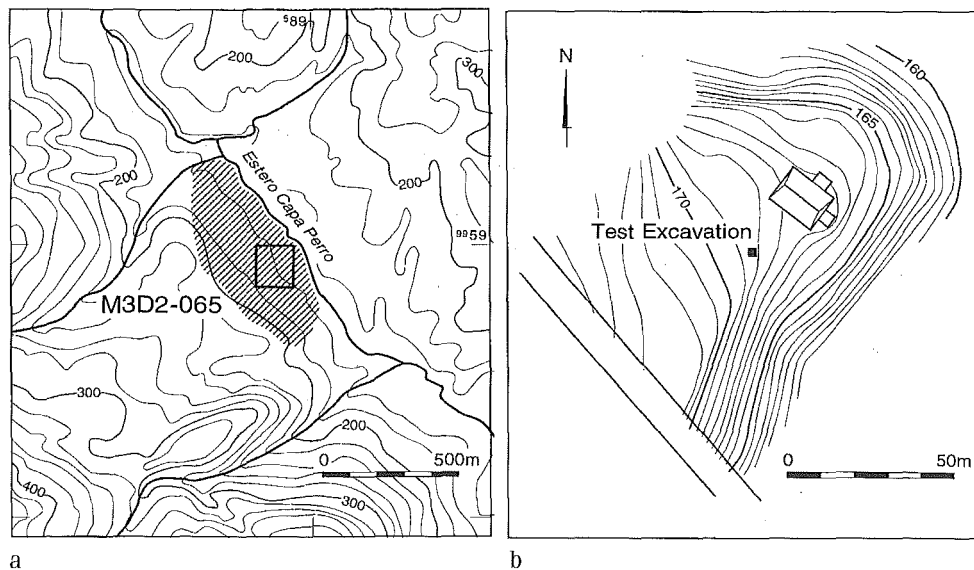 ⁵89
200
300
200
200
Estero Capa Perro
⁹⁹59
M3D2-065
300
200
0 500m
400
300
a
N
160
165
170
Test Excavation
0 50m
b